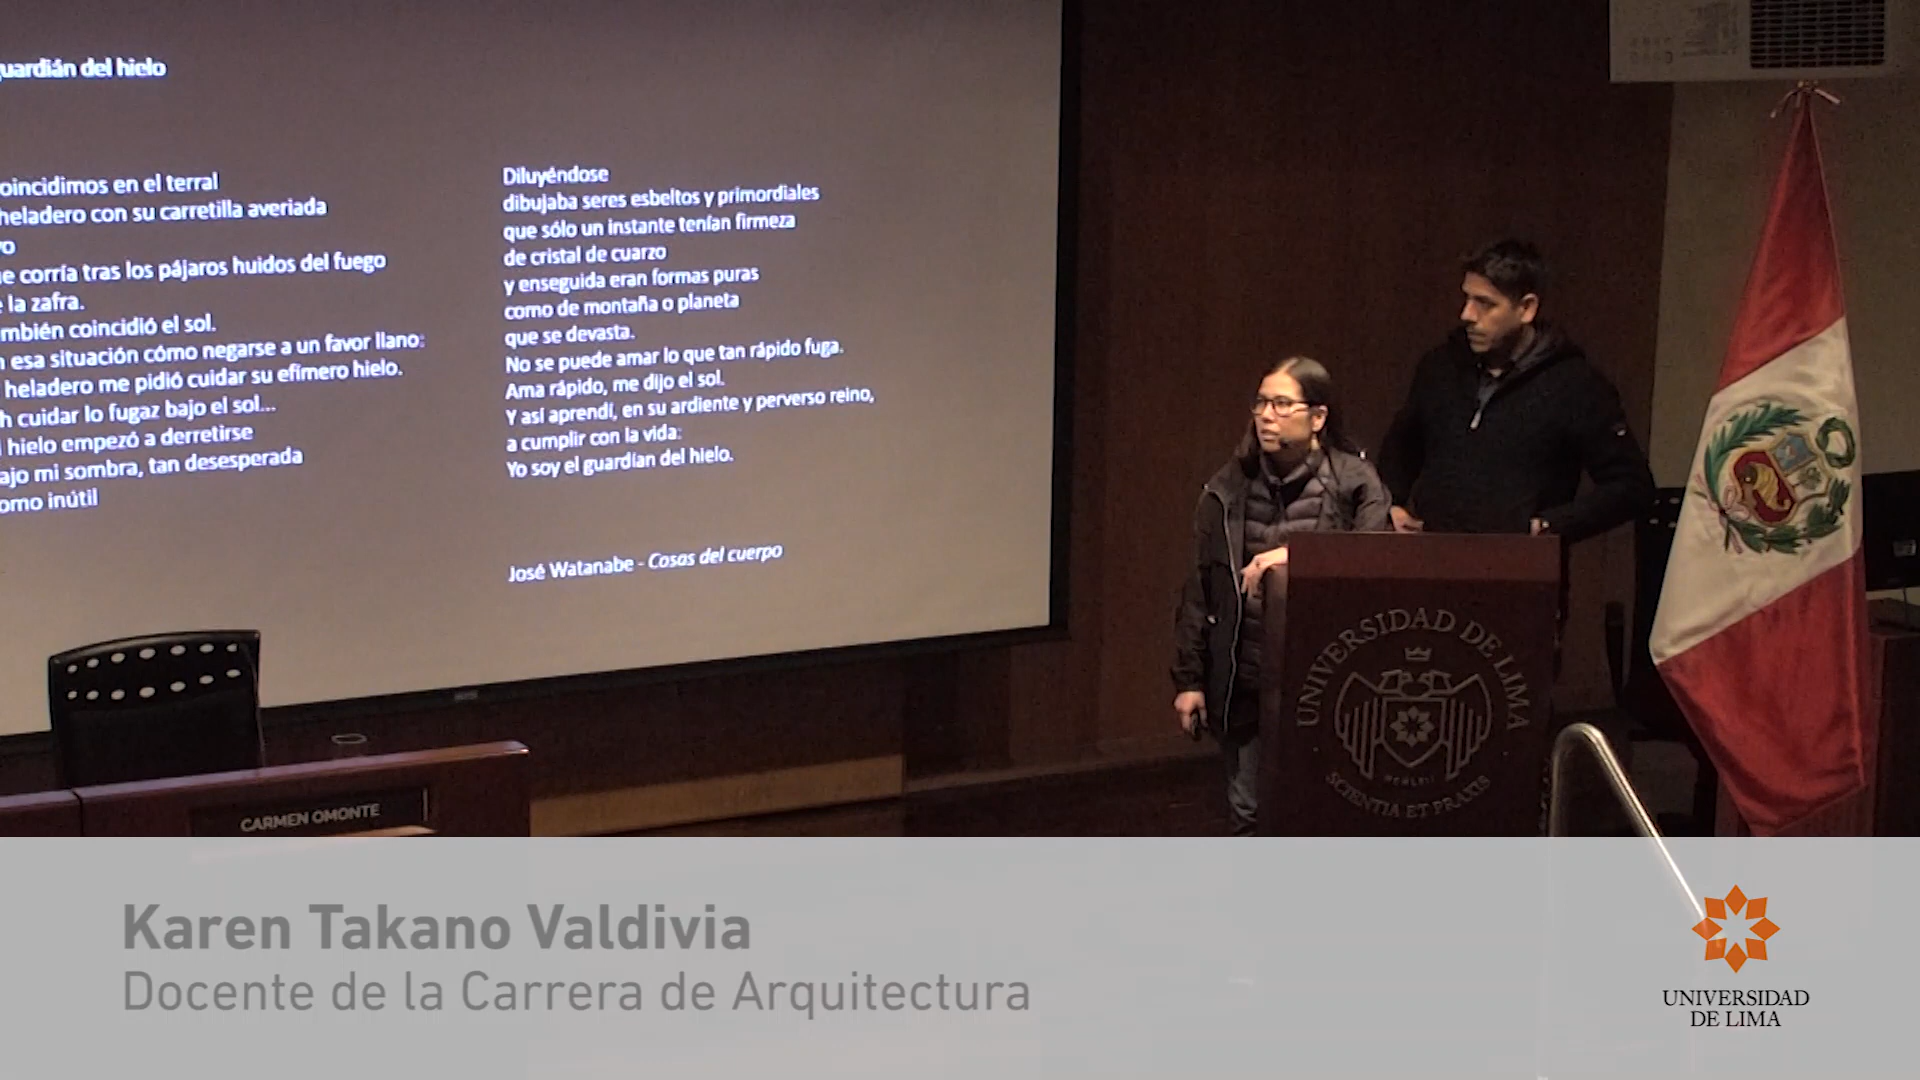 uardián del hielo
oincidimos en el terral
heladero con su carretilla averiada
o
e corría tras los pájaros huidos del fuego
la zafra.
mbién coincidió el sol.
esa situación cómo negarse a un favor llano:
heladero me pidió cuidar su efímero hielo.
h cuidar lo fugaz bajo el sol...
hielo empezó a derretirse
ajo mi sombra, tan desesperada
omo inútil
Diluyéndose
dibujaba seres esbeltos y primordiales
que sólo un instante tenían firmeza
de cristal de cuarzo
y enseguida eran formas puras
como de montaña o planeta
que se devasta.
No se puede amar lo que tan rápido fuga.
Ama rápido, me dijo el sol.
Y así aprendí, en su ardiente y perverso reino,
a cumplir con la vida:
Yo soy el guardián del hielo.
José Watanabe - Cosas del cuerpo
UNIVERSIDAD DE LIMA
SCIENTIA ET PRAXIS
CARMEN OMONTE
Karen Takano Valdivia
Docente de la Carrera de Arquitectura
UNIVERSIDAD
DE LIMA